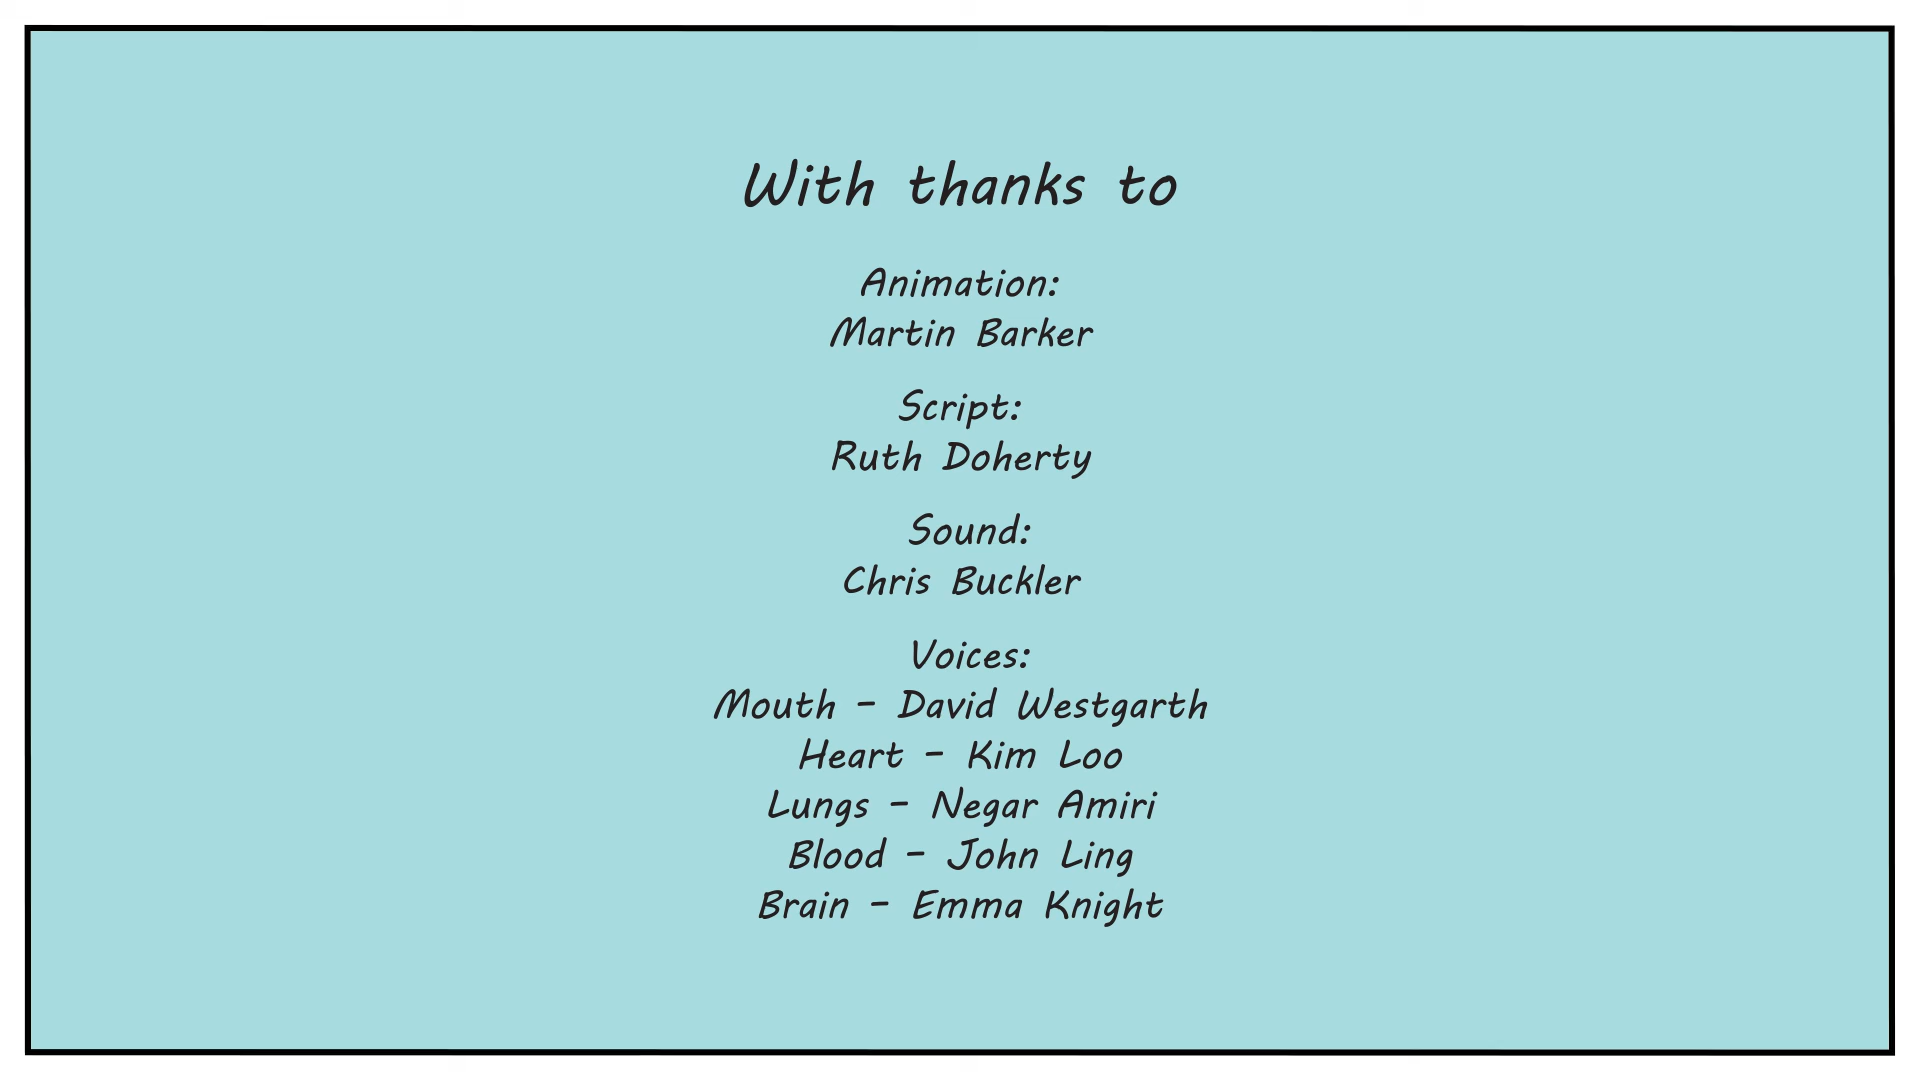 With thanks to
Animation:
Martin Barker
Script:
Ruth Doherty
Sound:
Chris Buckler
Voices:
Mouth - David Westgarth
Heart - Kim Loo
Lungs - Negar Amiri
Blood - John Ling
Brain - Emma Knight